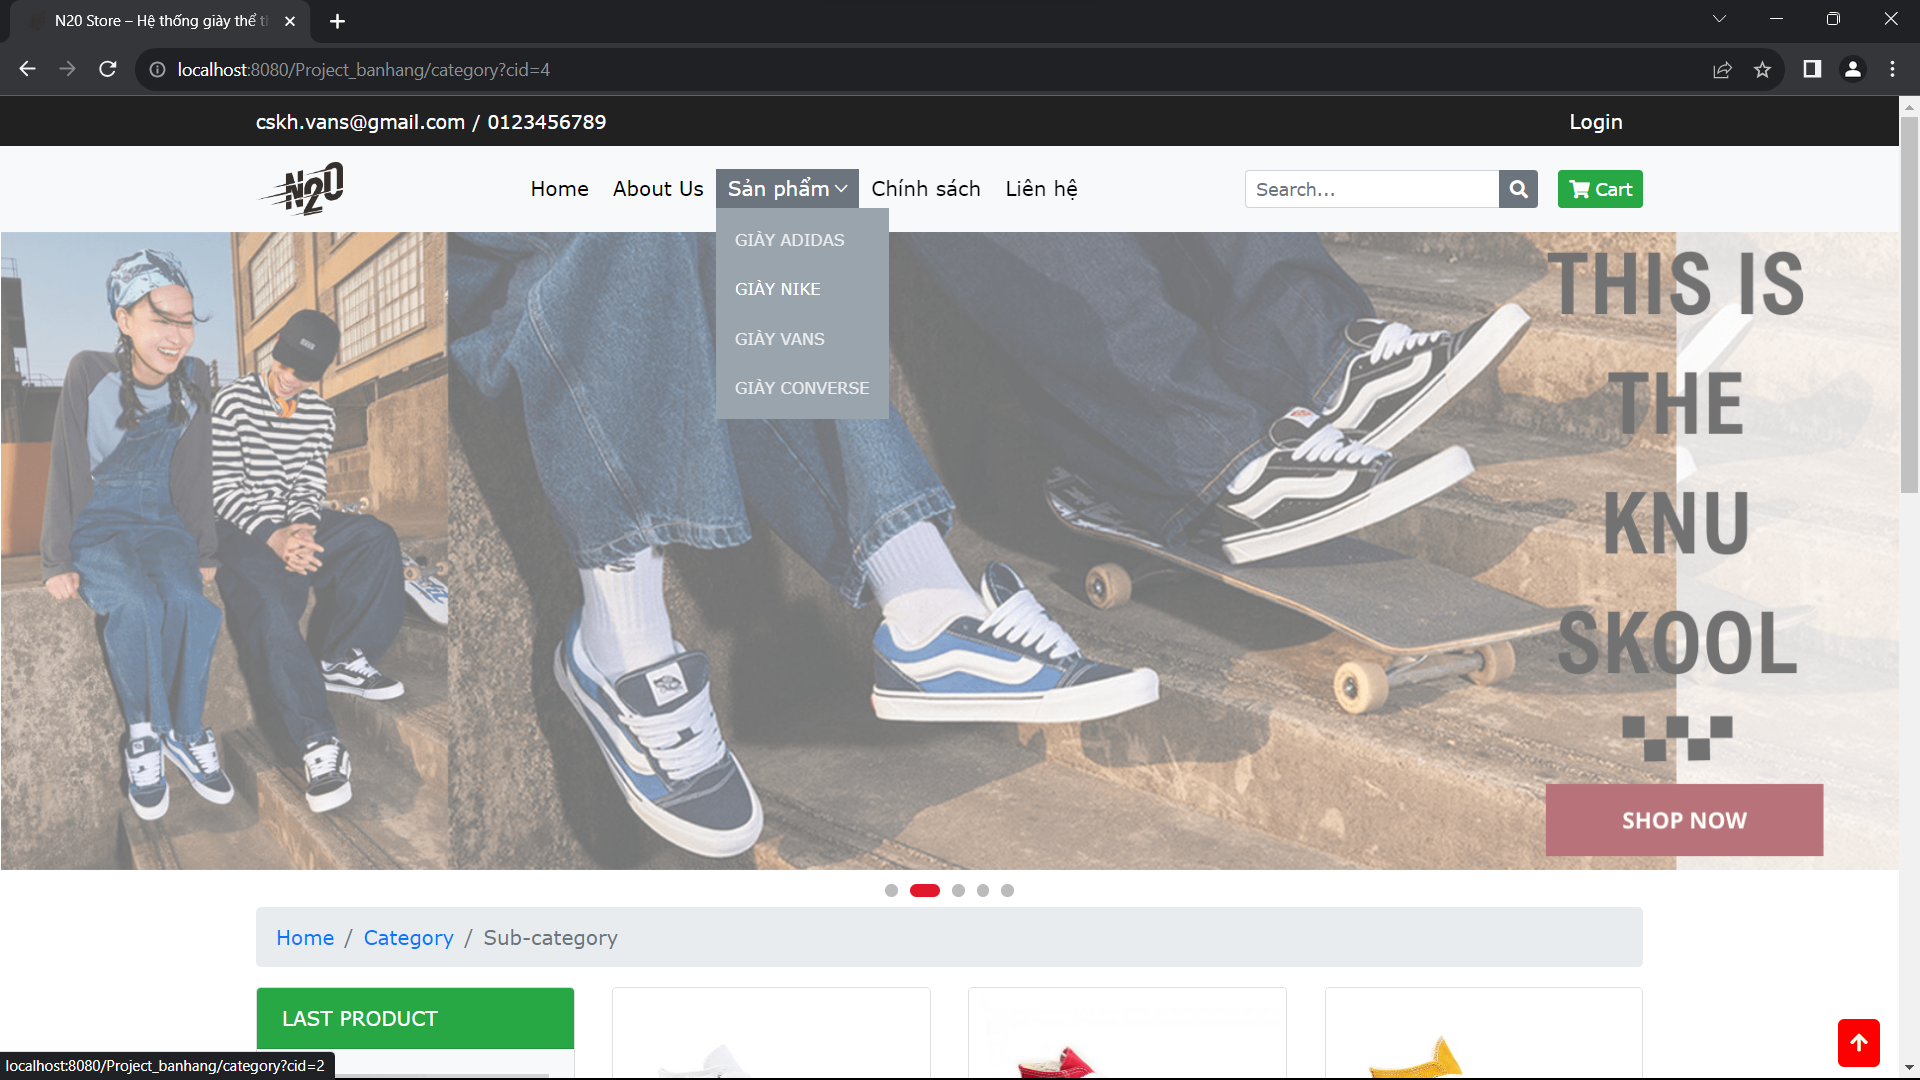 N20 Store – Hệ thống giày thể th
localhost:8080/Project_banhang/category?cid=4
cskh.vans@gmail.com / 0123456789
Login
N20
Home
About Us
Sản phẩm
Chính sách
Liên hệ
Search...
Cart
GIÀY ADIDAS
GIÀY NIKE
GIÀY VANS
GIÀY CONVERSE
THIS IS
THE
KNU
SKOOL
SHOP NOW
Home / Category / Sub-category
LAST PRODUCT
localhost:8080/Project_banhang/category?cid=2